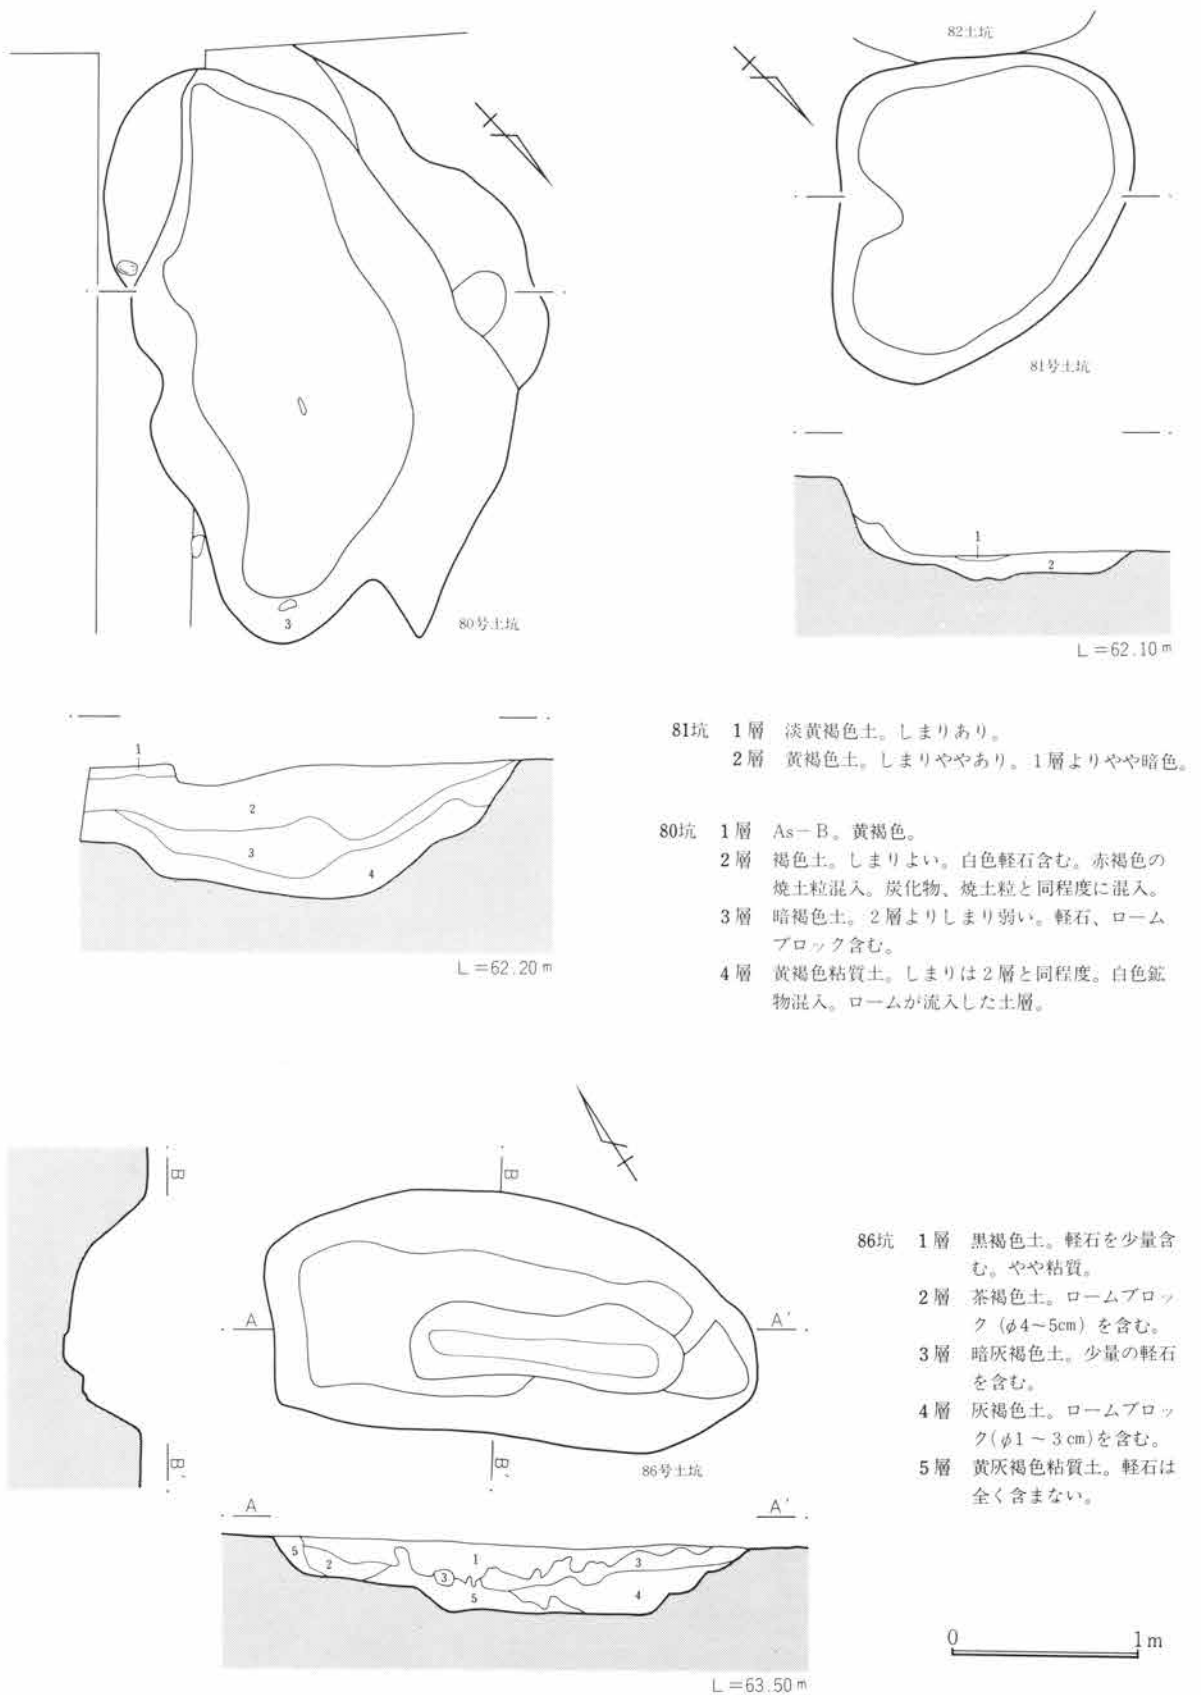 82土坑
81号土坑
1
2
L=62.10m
3
80号土坑
1
2
3
4
L=62.20m
81坑 1層 淡黄褐色土。しまりあり。
2層 黄褐色土。しまりややあり。1層よりやや暗色。
80坑 1層 As-B。黄褐色。
2層 褐色土。しまりよい。白色軽石含む。赤褐色の
焼土粒混入。炭化物、焼土粒と同程度に混入。
3層 暗褐色土。2層よりしまり弱い。軽石、ローム
ブロック含む。
4層 黄褐色粘質土。しまりは2層と同程度。白色鉱
物混入。ロームが流入した土層。
B
B
A
A'
B'
B'
86号土坑
A
A'
5
2
1
3
3
5
4
L=63.50m
86坑 1層 黒褐色土。軽石を少量含
む。やや粘質。
2層 茶褐色土。ロームブロッ
ク(φ4~5cm)を含む。
3層 暗灰褐色土。少量の軽石
を含む。
4層 灰褐色土。ロームブロッ
ク(φ1~3cm)を含む。
5層 黄灰褐色粘質土。軽石は
全く含まない。
0 1m